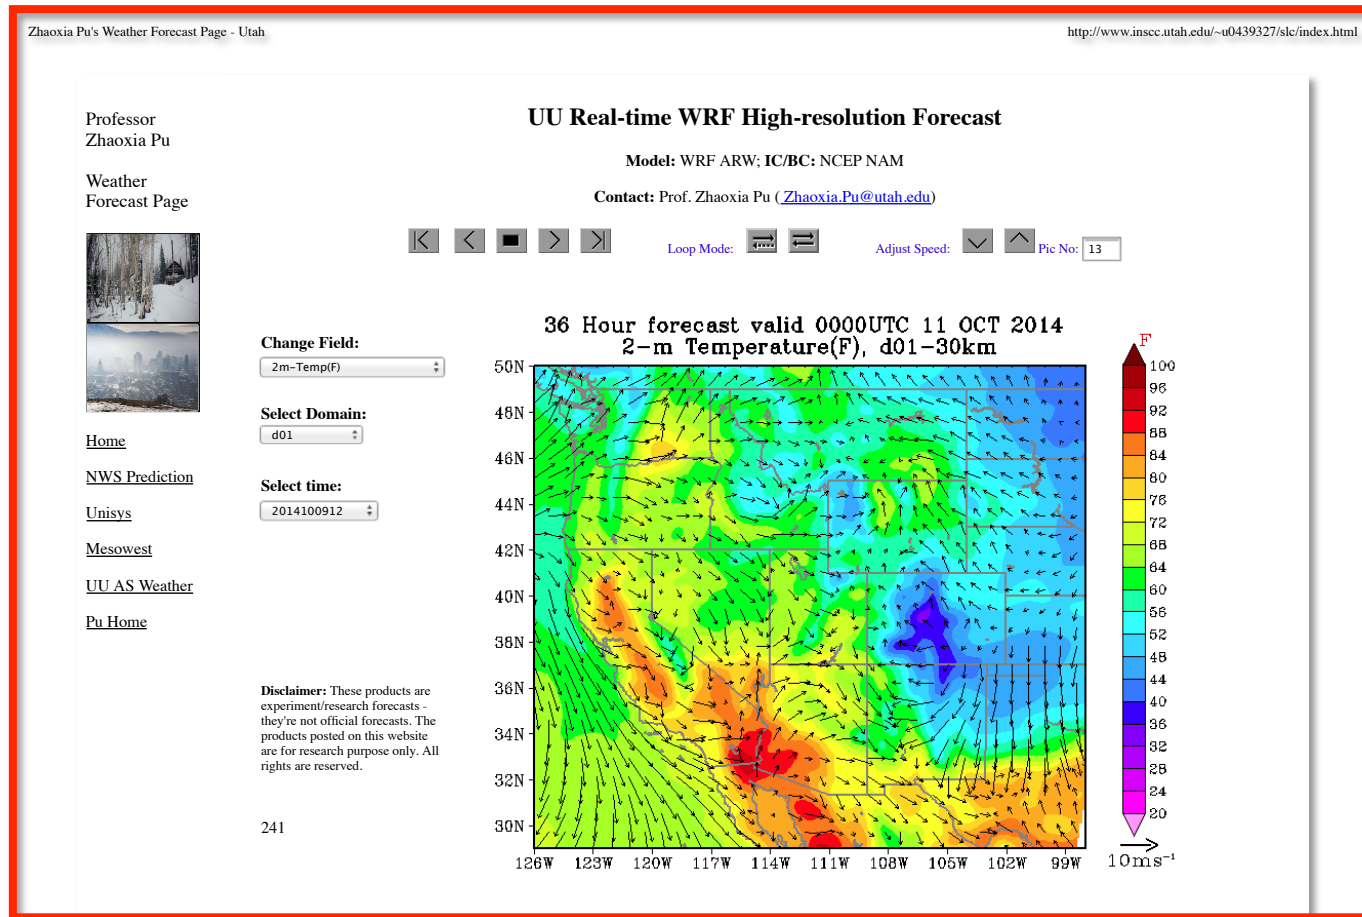 Zhaoxia Pu's Weather Forecast Page - Utah
http://www.inscc.utah.edu/~u0439327/slc/index.html
Professor
Zhaoxia Pu
Weather
Forecast Page
Home
NWS Prediction
Unisys
Mesowest
UU AS Weather
Pu Home
UU Real-time WRF High-resolution Forecast
Model: WRF ARW; IC/BC: NCEP NAM
Contact: Prof. Zhaoxia Pu ( Zhaoxia.Pu@utah.edu)
Loop Mode:
Adjust Speed:
Pic No: 13
Change Field:
2m-Temp(F)
Select Domain:
d01
Select time:
2014100912
Disclaimer: These products are
experiment/research forecasts -
they're not official forecasts. The
products posted on this website
are for research purpose only. All
rights are reserved.
241
36 Hour forecast valid 0000UTC 11 OCT 2014
2-m Temperature(F), d01-30km
50N
48N
46N
44N
42N
40N
38N
36N
34N
32N
30N
126W 123W 120W 117W 114W 111W 108W 105W 102W 99W
F
100
96
92
88
84
80
76
72
68
64
60
56
52
48
44
40
36
32
28
24
20
10ms⁻¹